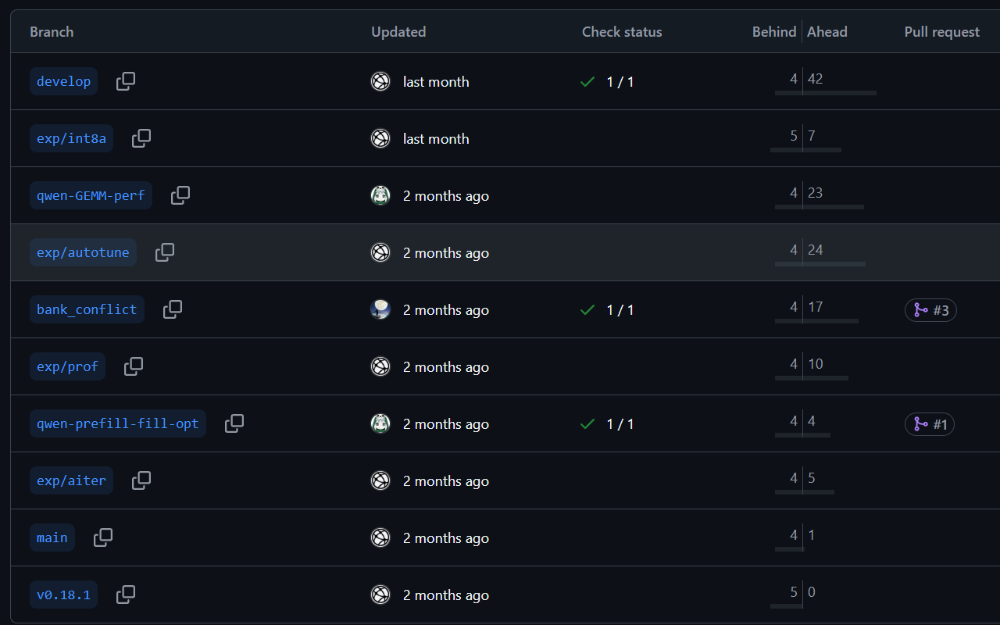 Branch Updated Check status Behind Ahead Pull request
develop last month 1 / 1 4 42
exp/int8a last month 5 7
qwen-GEMM-perf 2 months ago 4 23
exp/autotune 2 months ago 4 24
bank_conflict 2 months ago 1 / 1 4 17 #3
exp/prof 2 months ago 4 10
qwen-prefill-fill-opt 2 months ago 1 / 1 4 4 #1
exp/aiter 2 months ago 4 5
main 2 months ago 4 1
v0.18.1 2 months ago 5 0